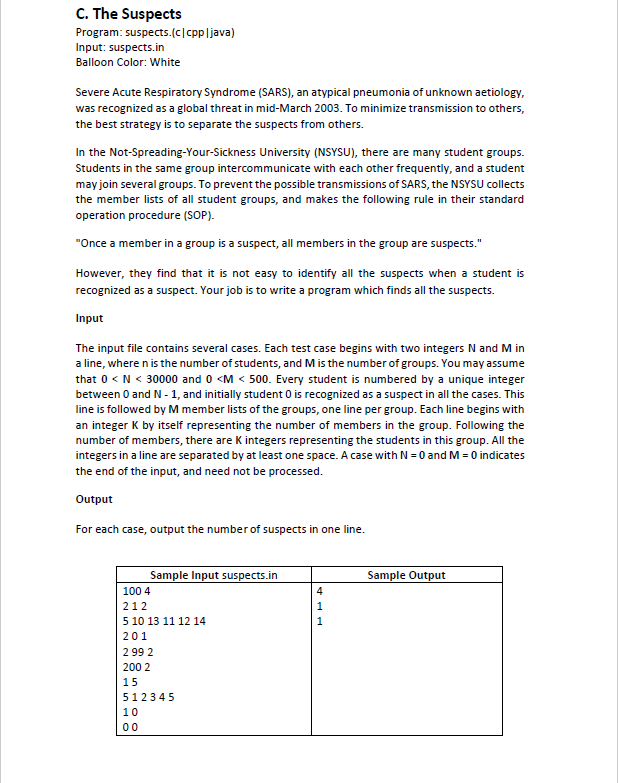 C. The Suspects
Program: suspects.(c|cpp|java)
Input: suspects.in
Balloon Color: White
Severe Acute Respiratory Syndrome (SARS), an atypical pneumonia of unknown aetiology,
was recognized as a global threat in mid-March 2003. To minimize transmission to others,
the best strategy is to separate the suspects from others.
In the Not-Spreading-Your-Sickness University (NSYSU), there are many student groups.
Students in the same group intercommunicate with each other frequently, and a student
may join several groups. To prevent the possible transmissions of SARS, the NSYSU collects
the member lists of all student groups, and makes the following rule in their standard
operation procedure (SOP).
"Once a member in a group is a suspect, all members in the group are suspects."
However, they find that it is not easy to identify all the suspects when a student is
recognized as a suspect. Your job is to write a program which finds all the suspects.
Input
The input file contains several cases. Each test case begins with two integers N and M in
a line, where n is the number of students, and M is the number of groups. You may assume
that 0 < N < 30000 and 0 <M < 500. Every student is numbered by a unique integer
between 0 and N - 1, and initially student 0 is recognized as a suspect in all the cases. This
line is followed by M member lists of the groups, one line per group. Each line begins with
an integer K by itself representing the number of members in the group. Following the
number of members, there are K integers representing the students in this group. All the
integers in a line are separated by at least one space. A case with N = 0 and M = 0 indicates
the end of the input, and need not be processed.
Output
For each case, output the number of suspects in one line.
Sample Input suspects.in Sample Output
100 4 4
2 1 2 1
5 10 13 11 12 14 1
2 0 1
2 99 2
200 2
1 5
5 1 2 3 4 5
1 0
0 0